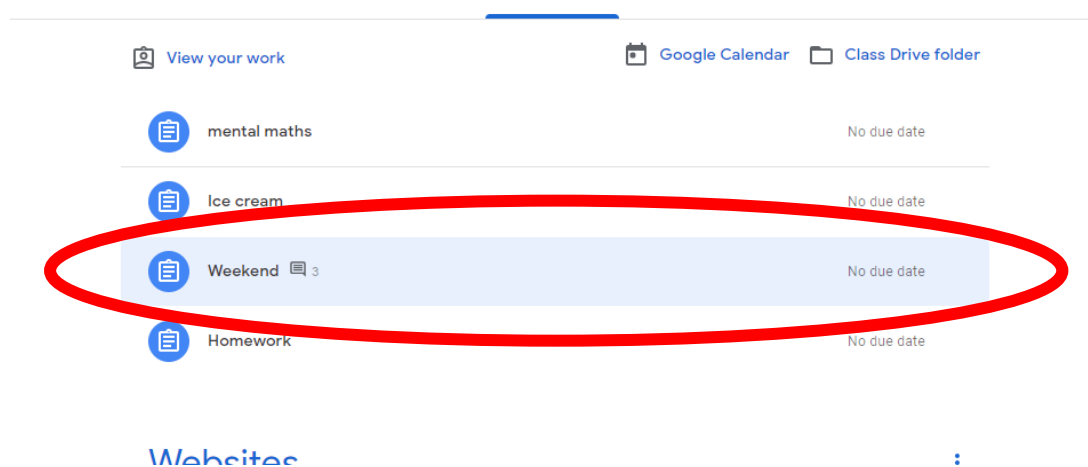 View your work Google Calendar Class Drive folder
mental maths No due date
Ice cream No due date
Weekend 3 No due date
Homework No due date
Websites